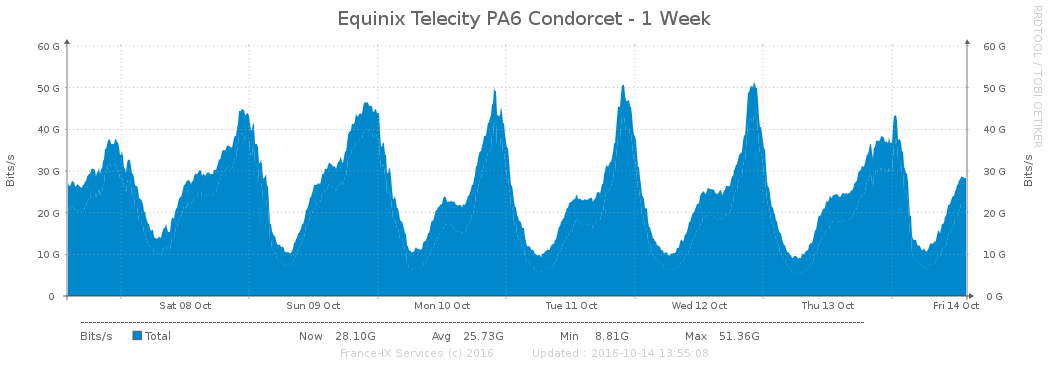 Equinix Telecity PA6 Condorcet - 1 Week
RRDTOOL / TOBI OETIKER
Bits/s
Bits/s
60 G 60 G
50 G 50 G
40 G 40 G
30 G 30 G
20 G 20 G
10 G 10 G
0 0 G
Sat 08 Oct Sun 09 Oct Mon 10 Oct Tue 11 Oct Wed 12 Oct Thu 13 Oct Fri 14 Oct
Bits/s Total Now 28.10G Avg 25.73G Min 8.81G Max 51.36G
France-IX Services (c) 2016 Updated : 2016-10-14 13:55:08